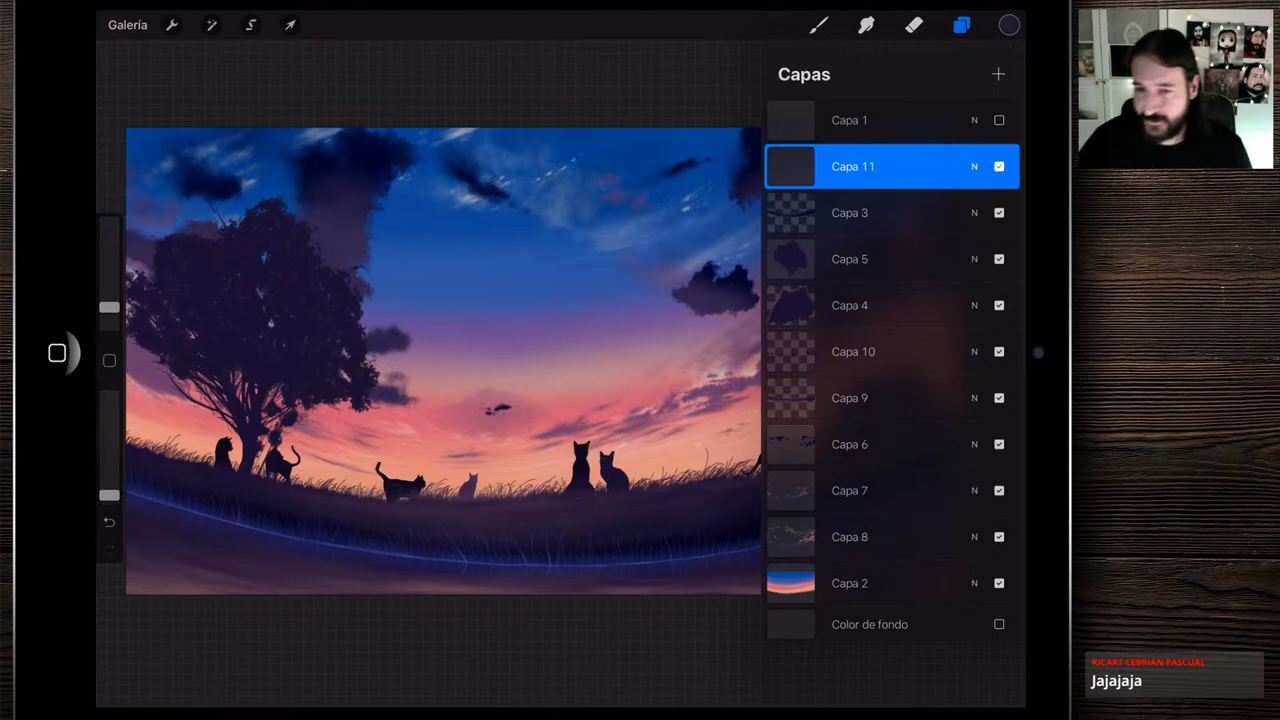 Galería
Capas
Capa 1 N
Capa 11 N
Capa 3 N
Capa 5 N
Capa 4 N
Capa 10 N
Capa 9 N
Capa 6 N
Capa 7 N
Capa 8 N
Capa 2 N
Color de fondo
RICART CEBRIAN PASCUAL
Jajajaja